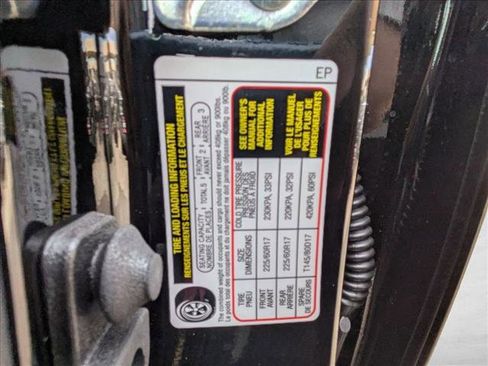 EP
TIRE AND LOADING INFORMATION
RENSEIGNEMENTS SUR LES PNEUS ET LE CHARGEMENT
SEATING CAPACITY
NOMBRE DE PLACES
TOTAL 5
FRONT 2
AVANT
REAR 3
ARRIÈRE
The combined weight of occupants and cargo should never exceed 408kg or 900lbs.
Le poids total des occupants et du chargement ne doit jamais dépasser 408kg ou 900lb.
TIRE
PNEU
SIZE
DIMENSIONS
COLD TIRE PRESSURE
PRESSION DES
PNEUS À FROID
FRONT
AVANT
225/60R17
230KPA, 33PSI
REAR
ARRIÈRE
225/60R17
220KPA, 32PSI
SPARE
DE SECOURS
T145/80D17
420KPA, 60PSI
SEE OWNER'S
MANUAL FOR
ADDITIONAL
INFORMATION
VOIR LE MANUEL
DE L'USAGER
POUR PLUS DE
RENSEIGNEMENTS